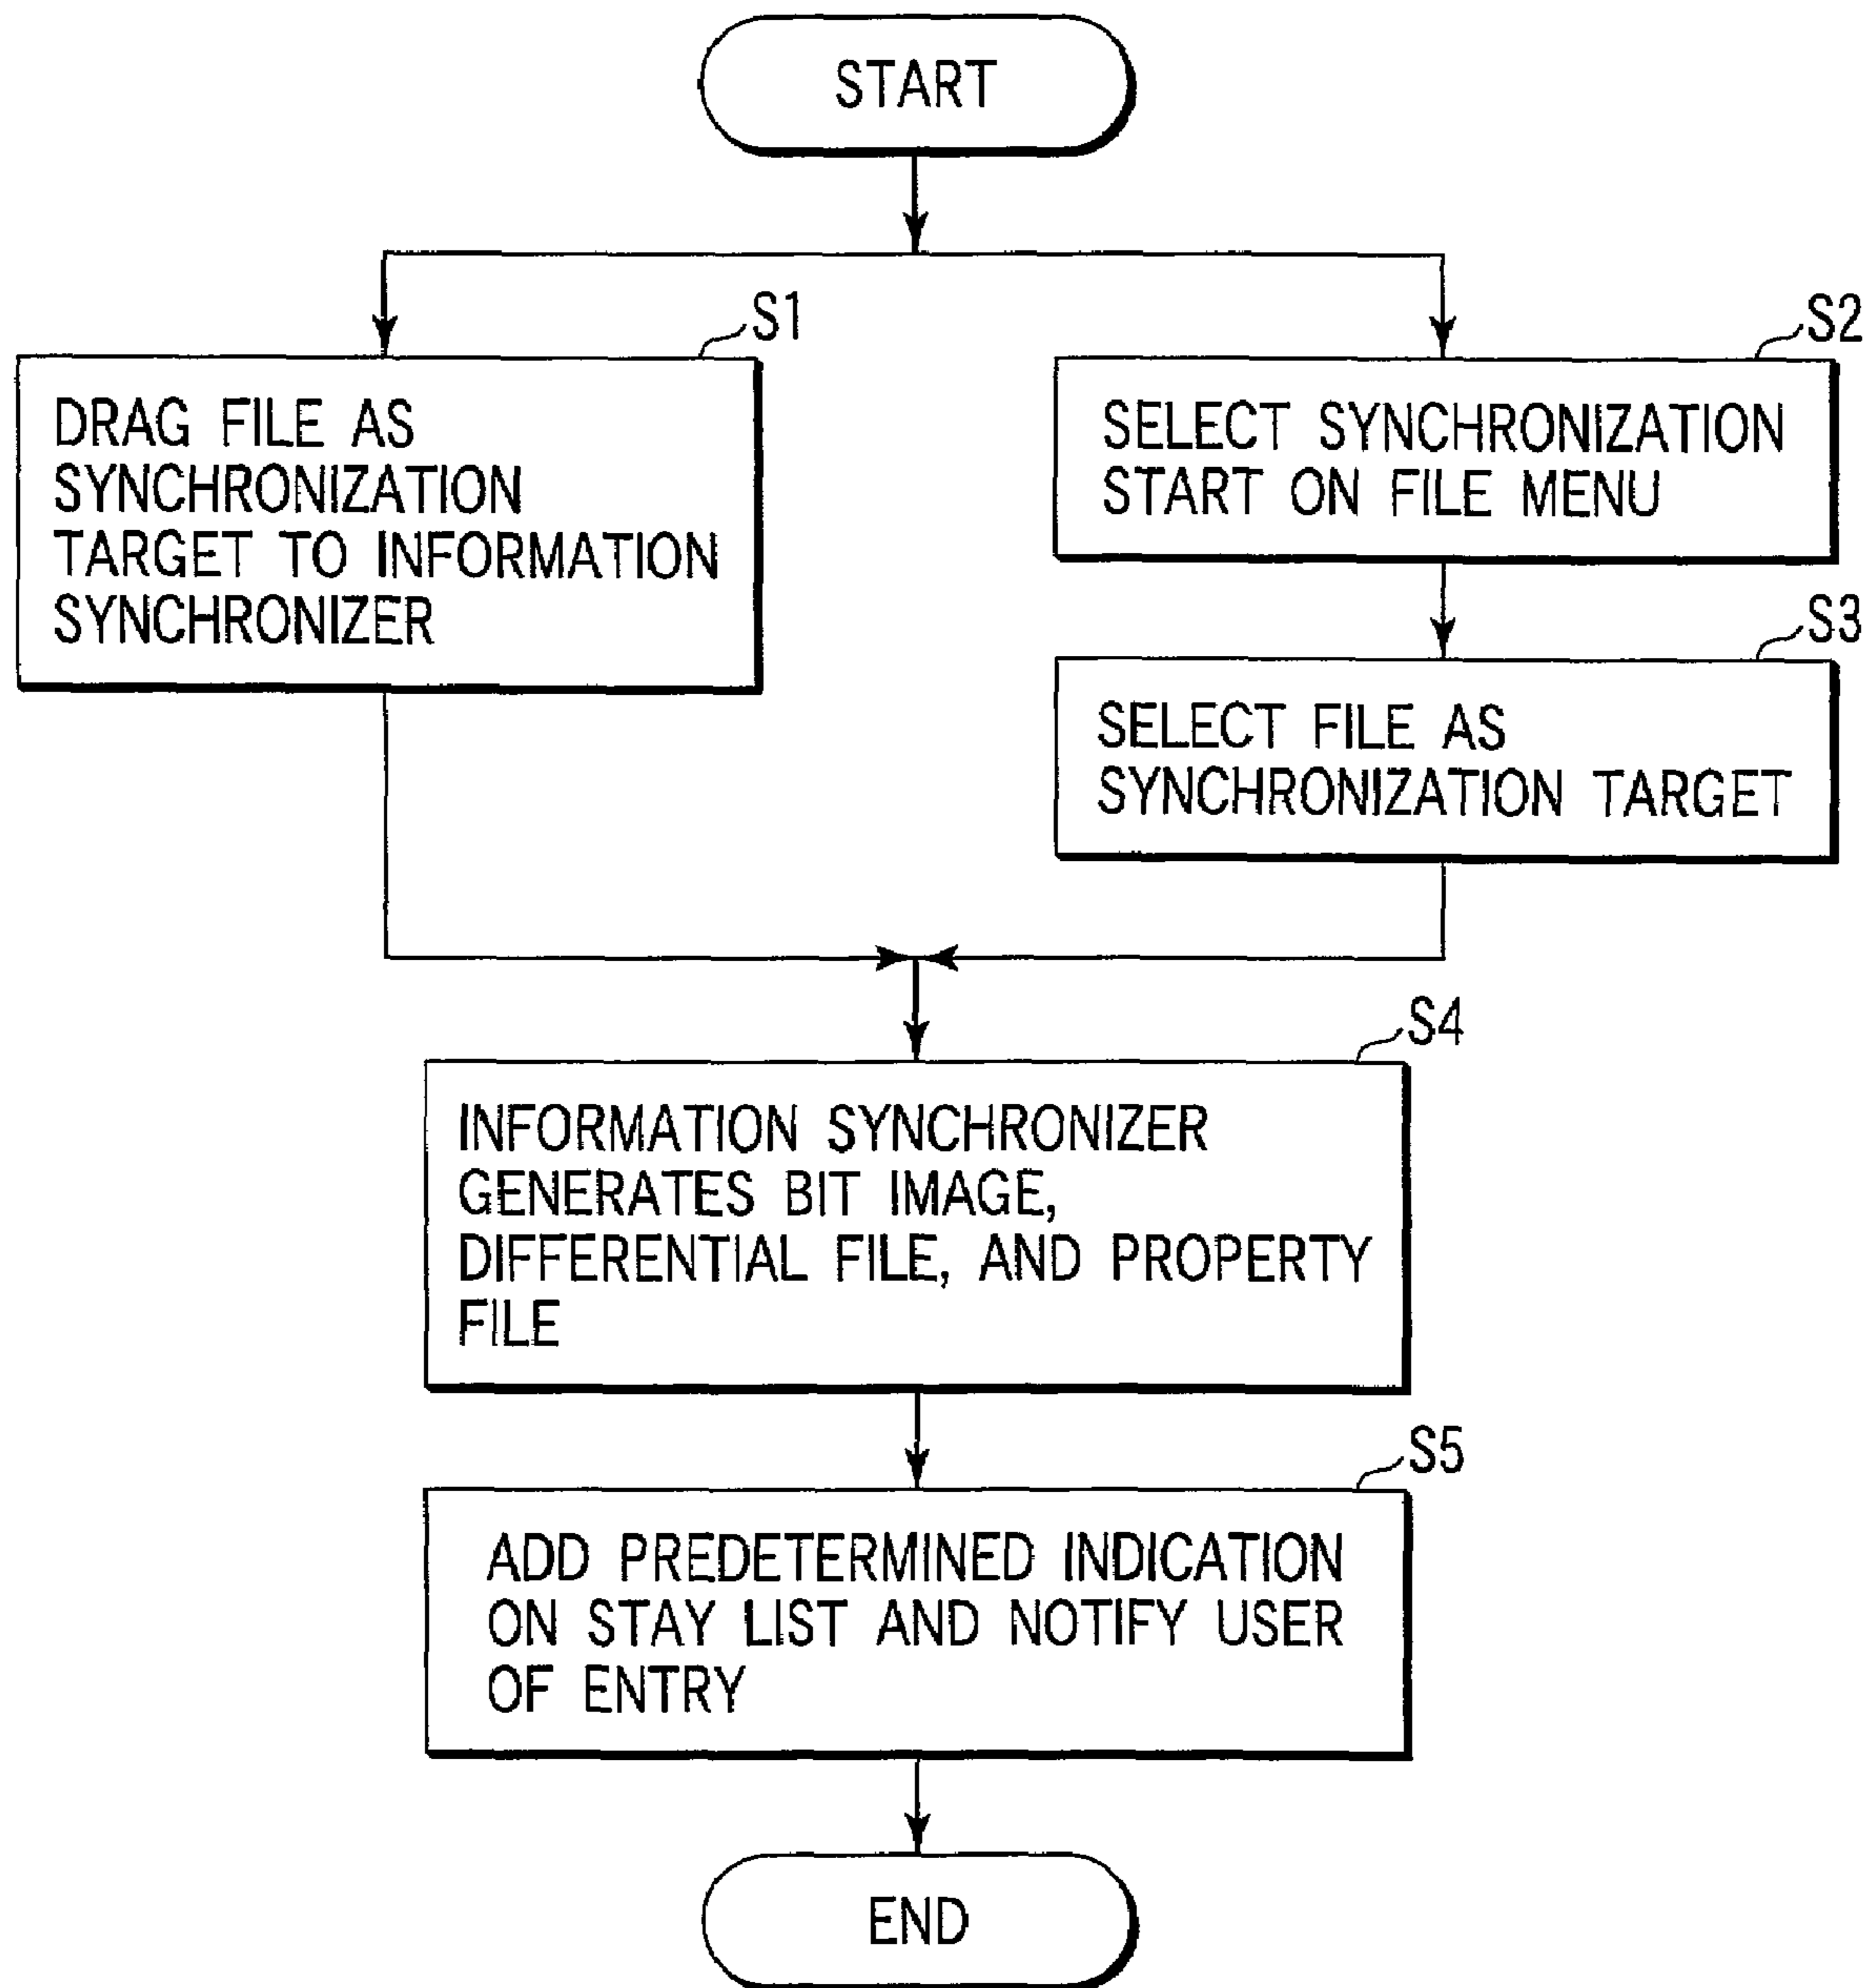 START
S1
DRAG FILE AS
SYNCHRONIZATION
TARGET TO INFORMATION
SYNCHRONIZER
S2
SELECT SYNCHRONIZATION
START ON FILE MENU
S3
SELECT FILE AS
SYNCHRONIZATION TARGET
S4
INFORMATION SYNCHRONIZER
GENERATES BIT IMAGE,
DIFFERENTIAL FILE, AND PROPERTY
FILE
S5
ADD PREDETERMINED INDICATION
ON STAY LIST AND NOTIFY USER
OF ENTRY
END